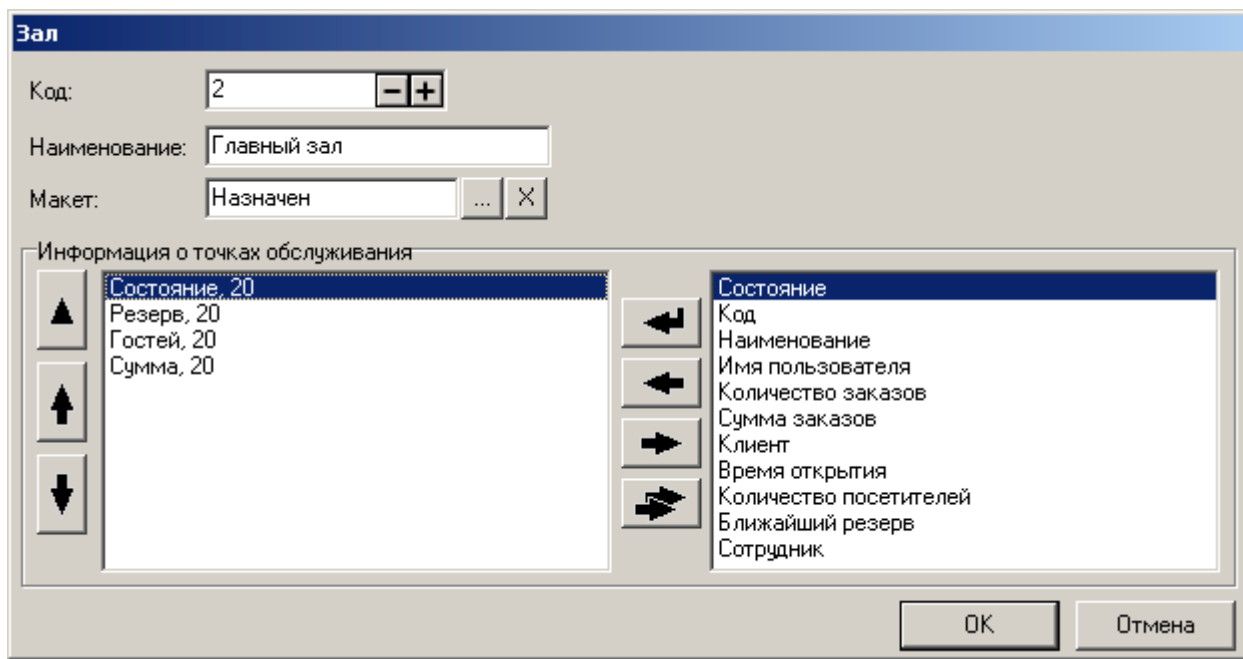 Зал
Код:
2
Наименование:
Главный зал
Макет:
Назначен
...
X
Информация о точках обслуживания
Состояние, 20
Резерв, 20
Гостей, 20
Сумма, 20
Состояние
Код
Наименование
Имя пользователя
Количество заказов
Сумма заказов
Клиент
Время открытия
Количество посетителей
Ближайший резерв
Сотрудник
OK
Отмена